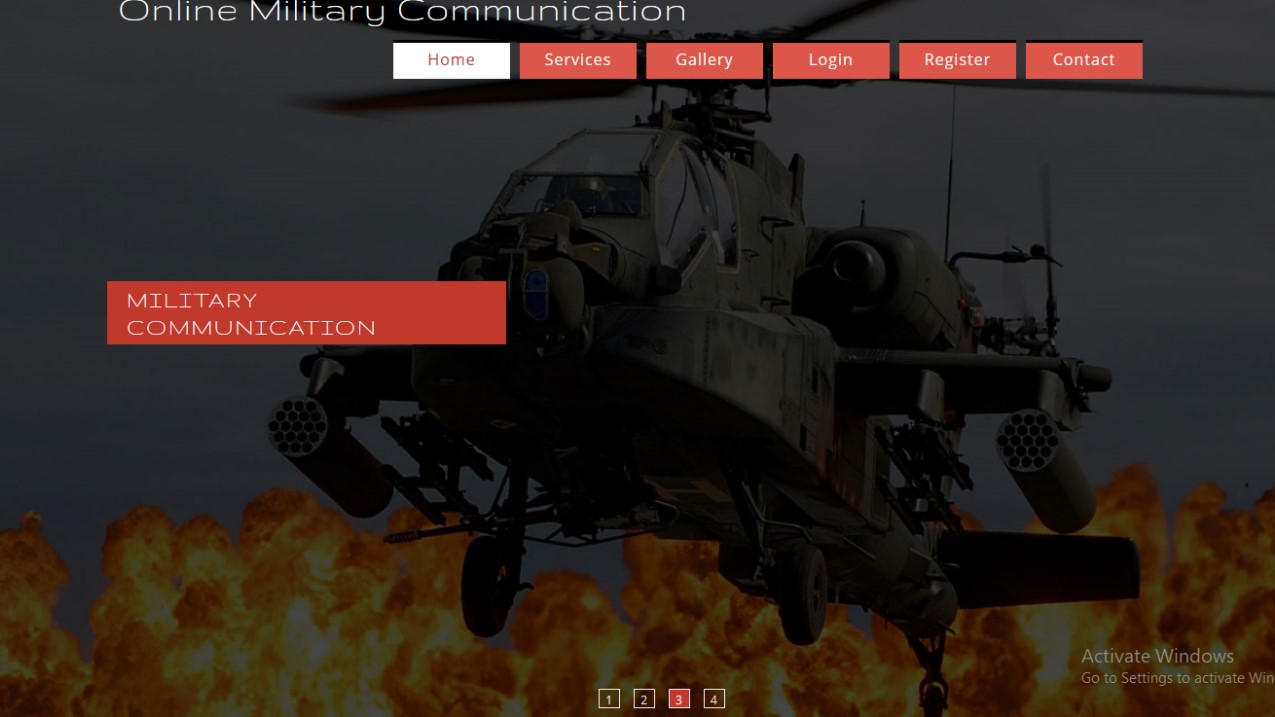 Online Military Communication
Home Services Gallery Login Register Contact
MILITARY
COMMUNICATION
Activate Windows
Go to Settings to activate Win
1 2 3 4